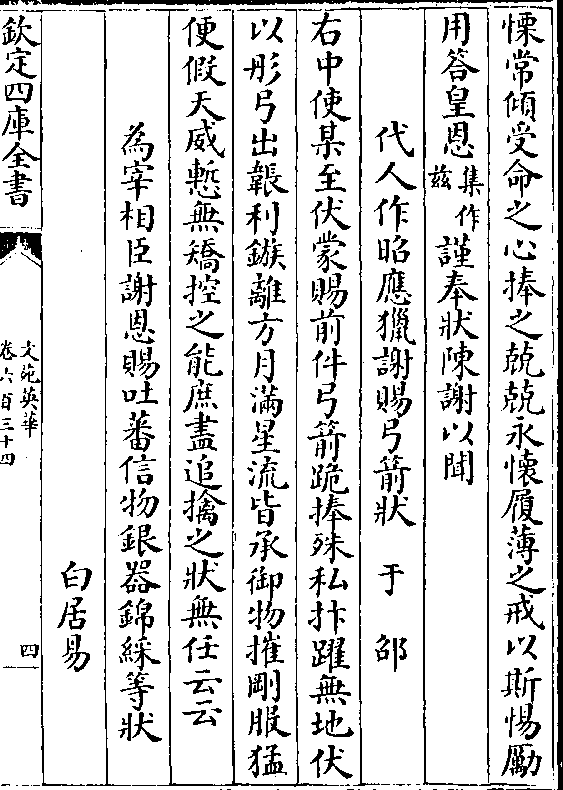 慄常傾受命之心捧之兢兢永懷履薄之戒以斯惕勵
用答皇恩集作兹謹奉狀陳謝以聞
代人作昭應獵謝賜弓箭狀 于邵
右中使某至伏蒙賜前件弓箭跪捧殊私抃躍無地伏
以彤弓出韔利鏃離方月滿星流皆承御物摧剛服猛
便假天威慙無矯控之能庶盡追擒之狀無任云云
為宰相臣謝恩賜吐蕃信物銀器錦綵等狀
白居易
欽定四庫全書
文苑英華
卷六百三十四
四